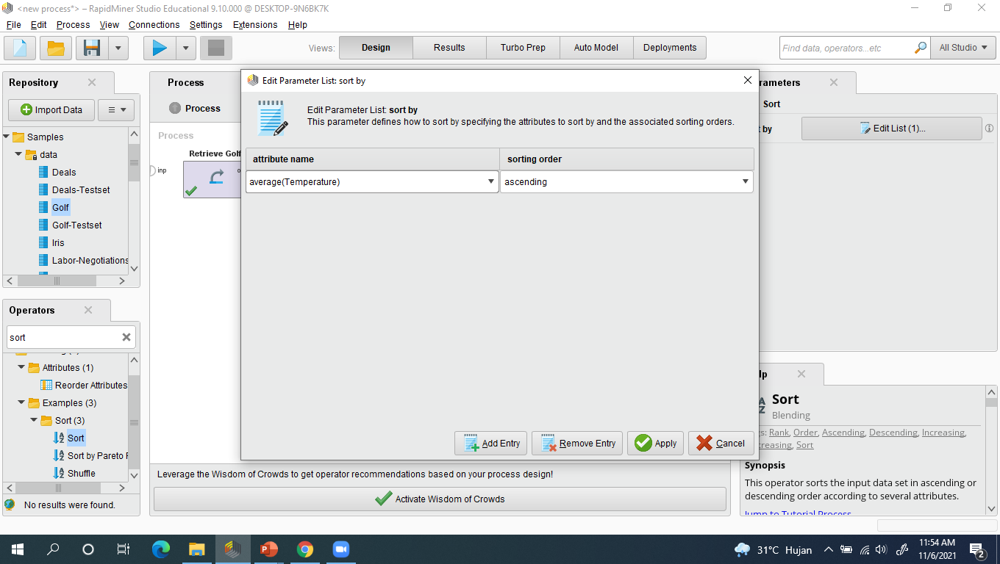 <new process*> – RapidMiner Studio Educational 9.10.000 @ DESKTOP-9N6BK7K
File Edit Process View Connections Settings Extensions Help
Views: Design Results Turbo Prep Auto Model Deployments
Find data, operators...etc
All Studio
Repository
Import Data
Samples
data
Deals
Deals-Testset
Golf
Golf-Testset
Iris
Labor-Negotiations
Operators
sort
Attributes (1)
Reorder Attributes
Examples (3)
Sort (3)
Sort
Sort by Pareto
Shuffle
No results were found.
Process
Process
Process
Retrieve Golf
inp
Edit Parameter List: sort by
Edit Parameter List: sort by
This parameter defines how to sort by specifying the attributes to sort by and the associated sorting orders.
attribute name sorting order
average(Temperature) ascending
Add Entry Remove Entry Apply Cancel
Leverage the Wisdom of Crowds to get operator recommendations based on your process design!
Activate Wisdom of Crowds
rameters
Sort
t by
Edit List (1)...
lp
Sort
Blending
s: Rank, Order, Ascending, Descending, Increasing,
creasing, Sort
Synopsis
This operator sorts the input data set in ascending or
descending order according to several attributes.
Jump to Tutorial Process
31°C Hujan
11:54 AM
11/6/2021
2